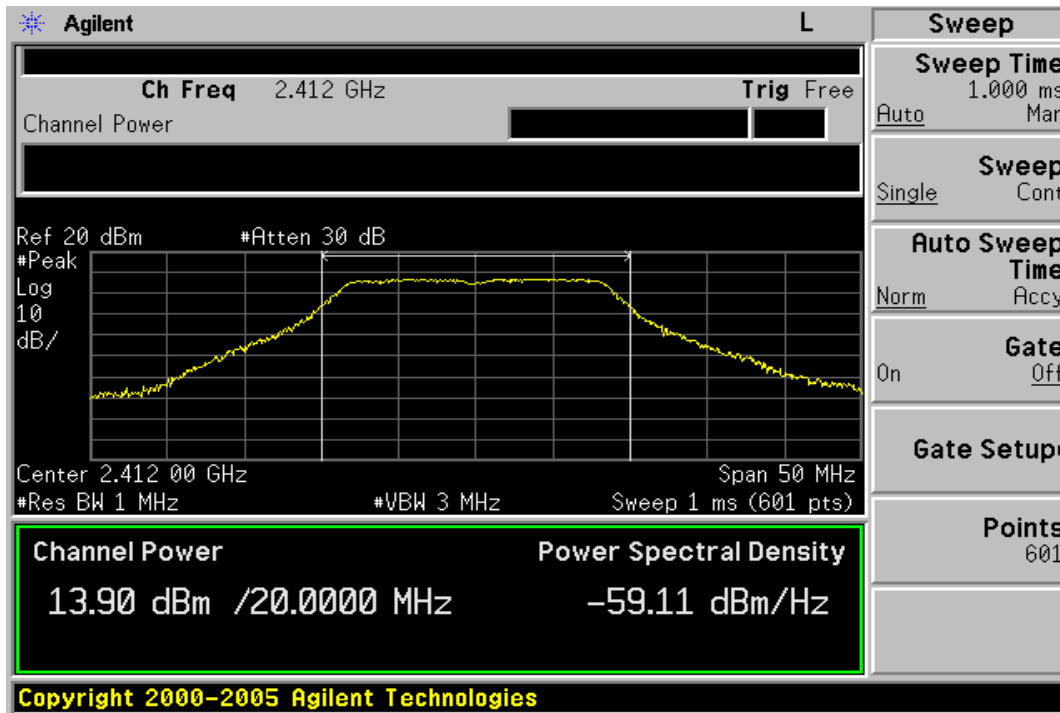 Agilent L Sweep
Ch Freq 2.412 GHz Trig Free
Channel Power
Ref 20 dBm #Atten 30 dB
#Peak
Log
10
dB/
Center 2.412 00 GHz Span 50 MHz
#Res BW 1 MHz #VBW 3 MHz Sweep 1 ms (601 pts)
Channel Power Power Spectral Density
13.90 dBm /20.0000 MHz -59.11 dBm/Hz
Copyright 2000-2005 Agilent Technologies
Sweep Time
1.000 ms
Auto Man
Sweep
Single Cont
Auto Sweep
Time
Norm Accy
Gate
On Off
Gate Setup
Points
601